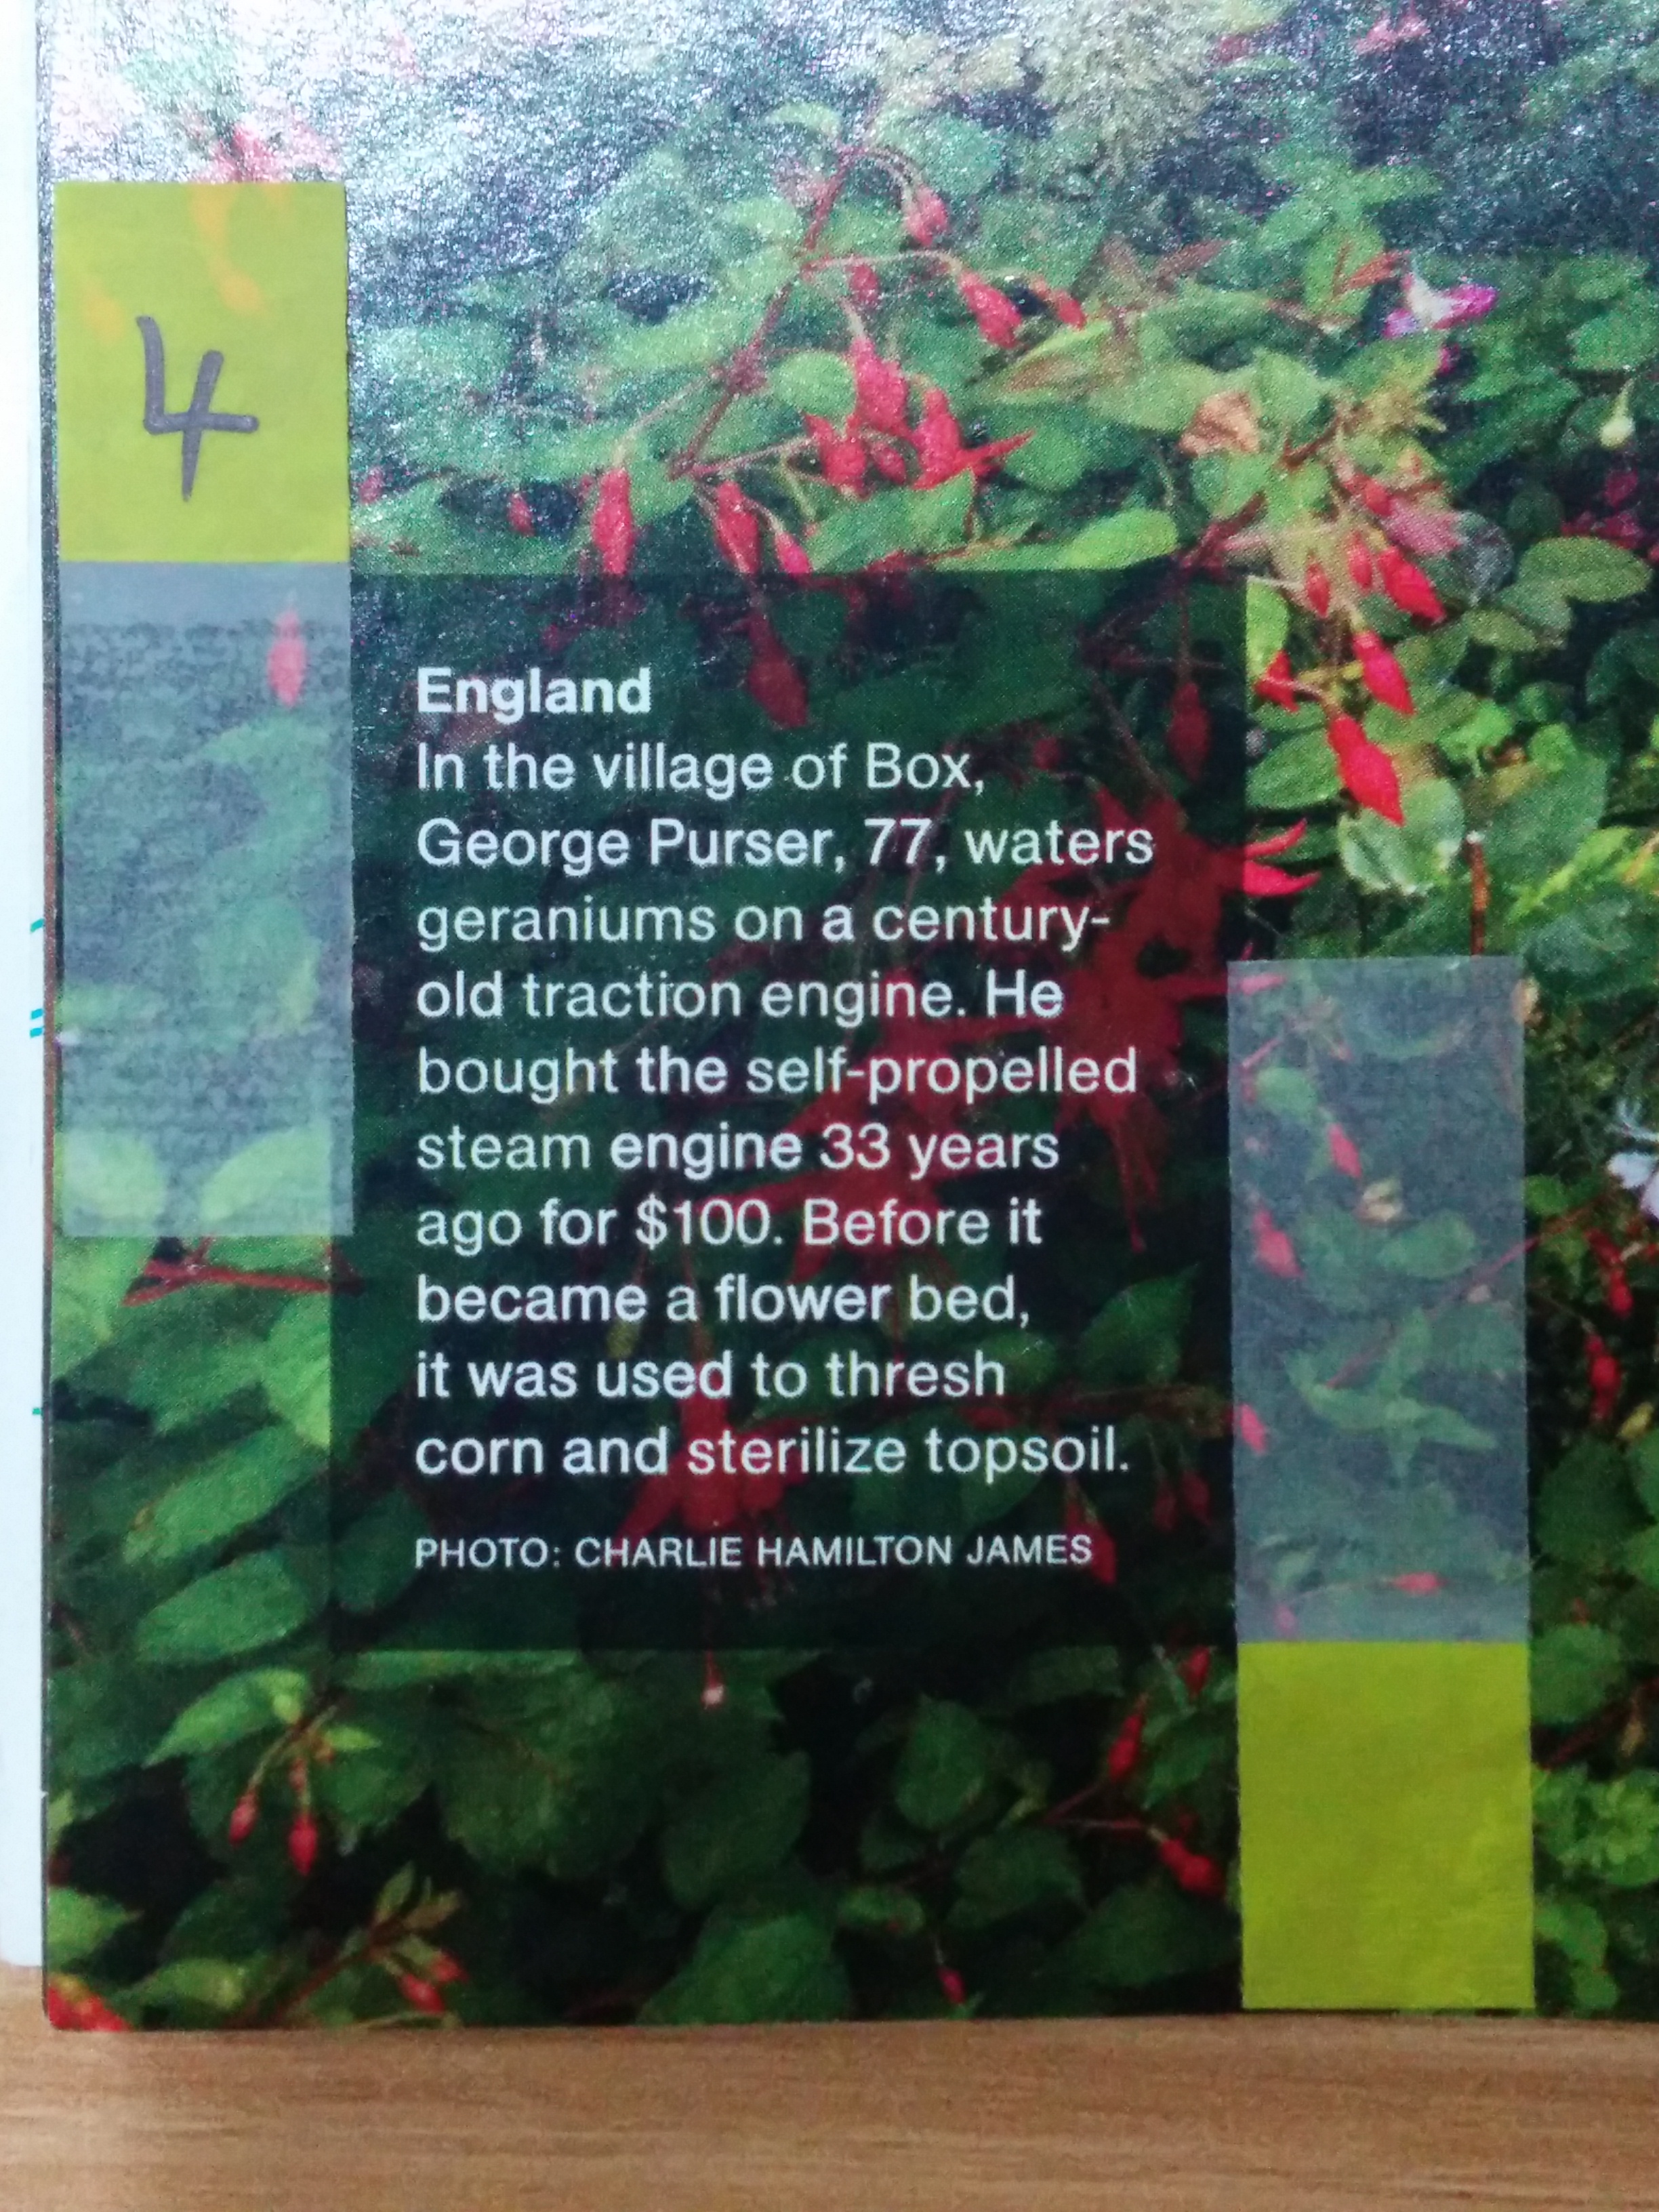 4
England
In the village of Box,
George Purser, 77, waters
geraniums on a century-
old traction engine. He
bought the self-propelled
steam engine 33 years
ago for $100. Before it
became a flower bed,
it was used to thresh
corn and sterilize topsoil.
PHOTO: CHARLIE HAMILTON JAMES